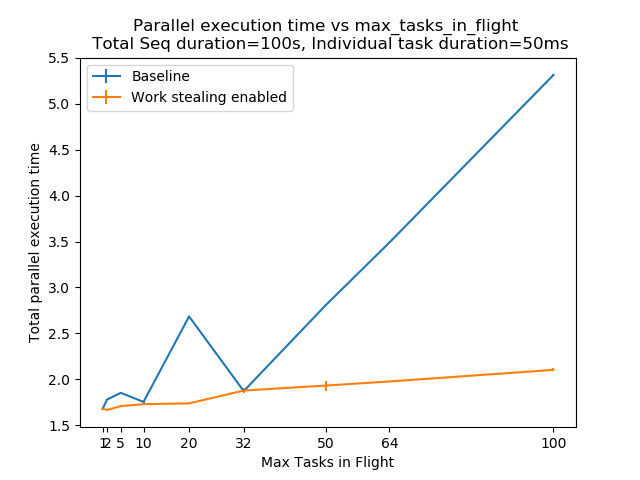 Parallel execution time vs max_tasks_in_flight
Total Seq duration=100s, Individual task duration=50ms
Baseline
Work stealing enabled
Total parallel execution time
5.5
5.0
4.5
4.0
3.5
3.0
2.5
2.0
1.5
1 2 5 10 20 32 50 64 100
Max Tasks in Flight